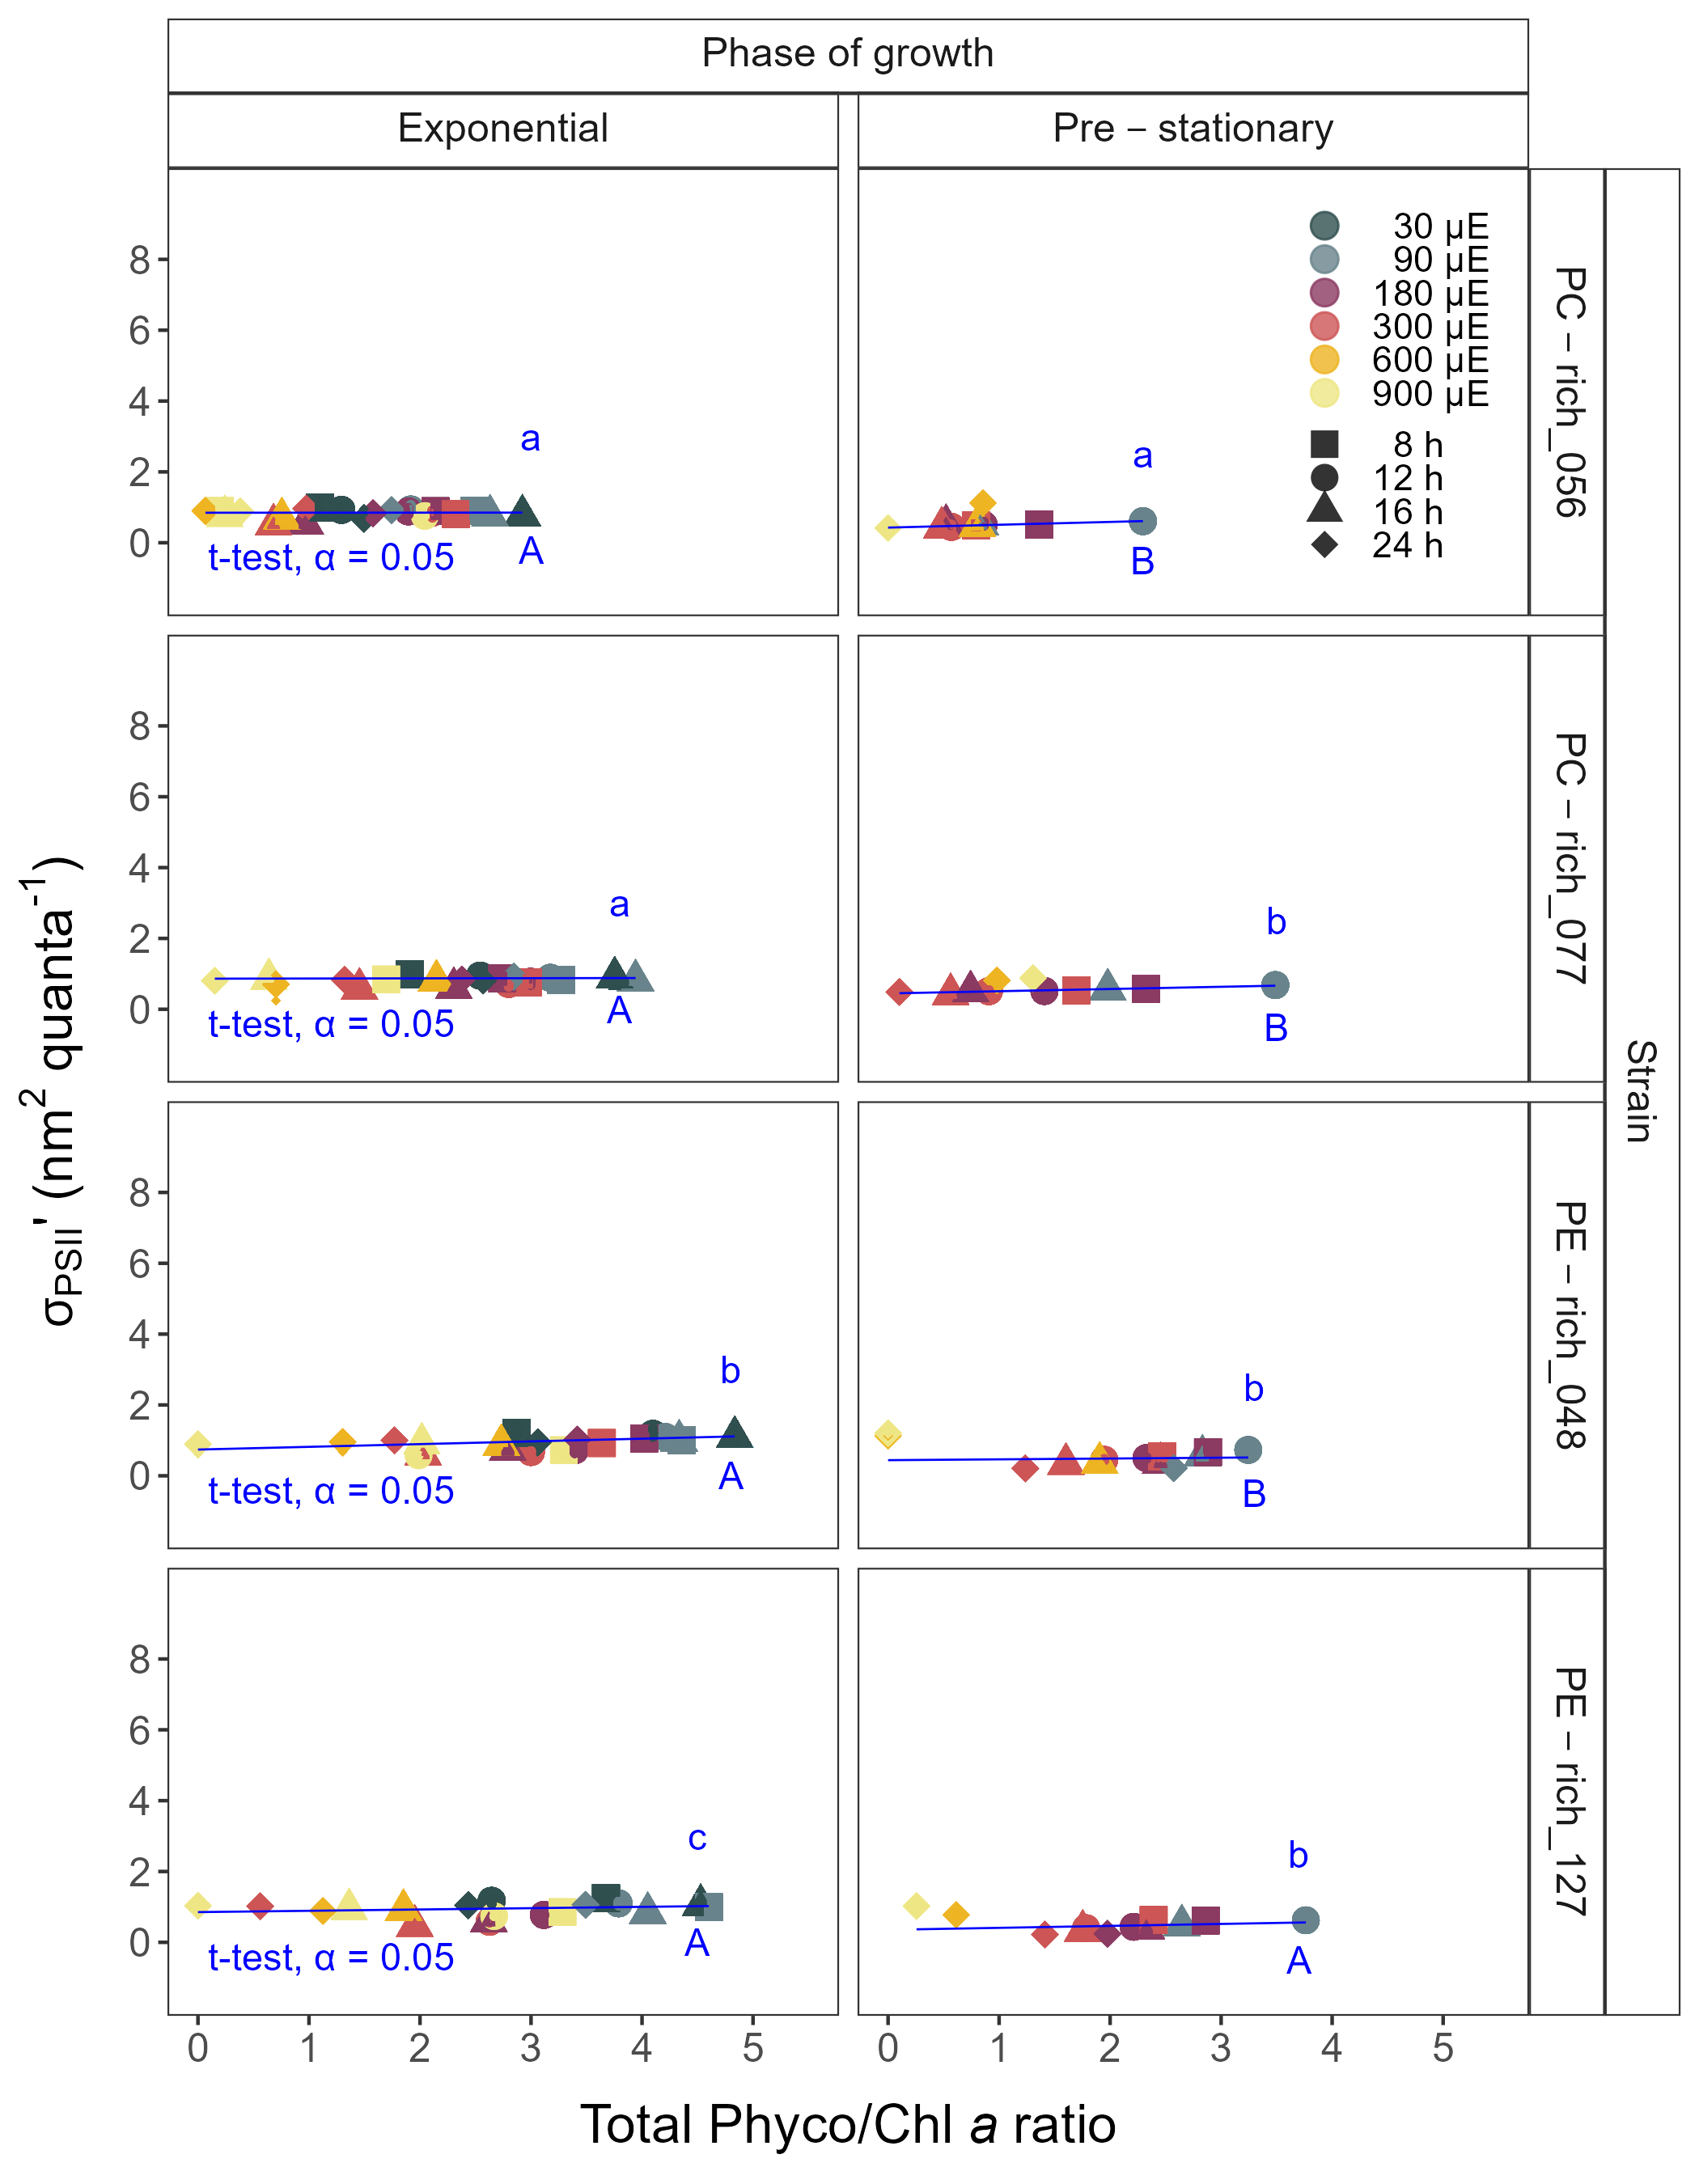 Phase of growth
Exponential
Pre – stationary
8
6
4
2
0
a
A
t-test, α = 0.05
a
B
30 µE
90 µE
180 µE
300 µE
600 µE
900 µE
8 h
12 h
16 h
24 h
PC – rich_056
8
6
4
2
0
a
A
t-test, α = 0.05
b
B
PC – rich_077
8
6
4
2
0
b
A
t-test, α = 0.05
b
B
PE – rich_048
8
6
4
2
0
c
A
t-test, α = 0.05
b
A
PE – rich_127
Strain
σPSII' (nm2 quanta-1)
0 1 2 3 4 5
0 1 2 3 4 5
Total Phyco/Chl a ratio